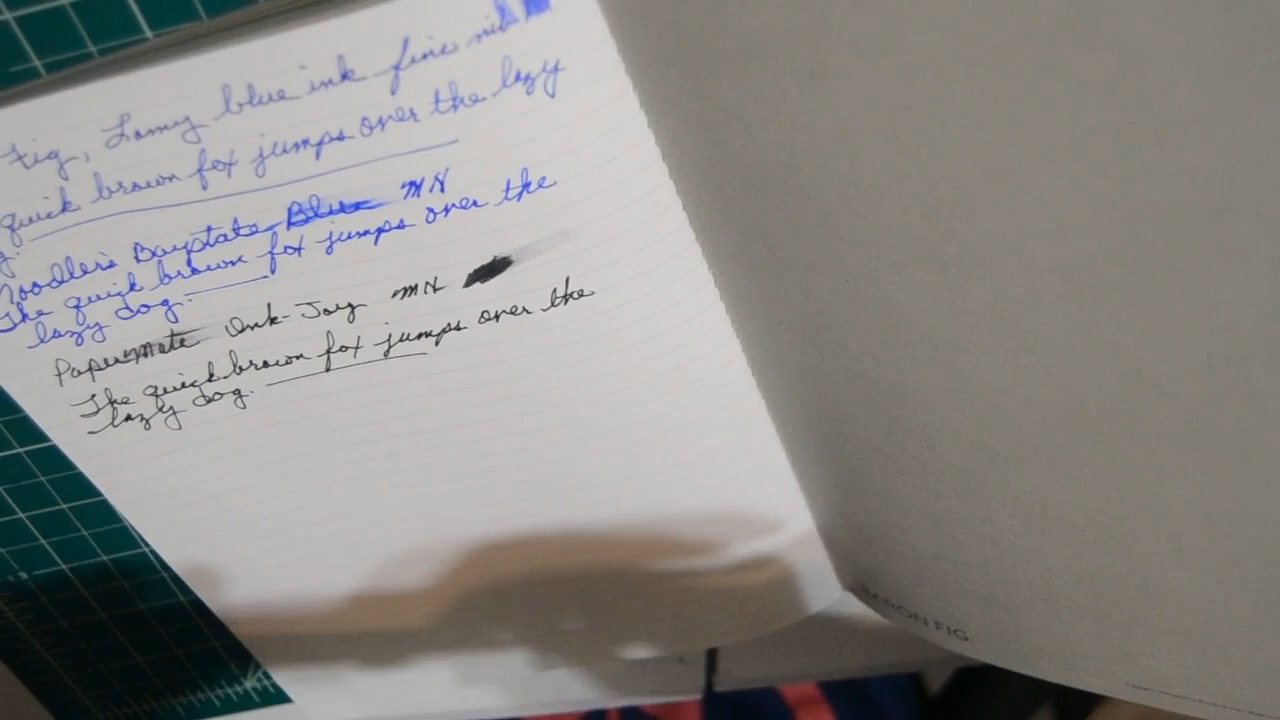 Fig, Lamy blue ink fine nib
quick brown fox jumps over the lazy
Noodler's Baystate Blue MN
The quick brown fox jumps over the
lazy dog.
Papermate Ink-Joy MN
The quick brown fox jumps over the
lazy dog.
BARON FIG